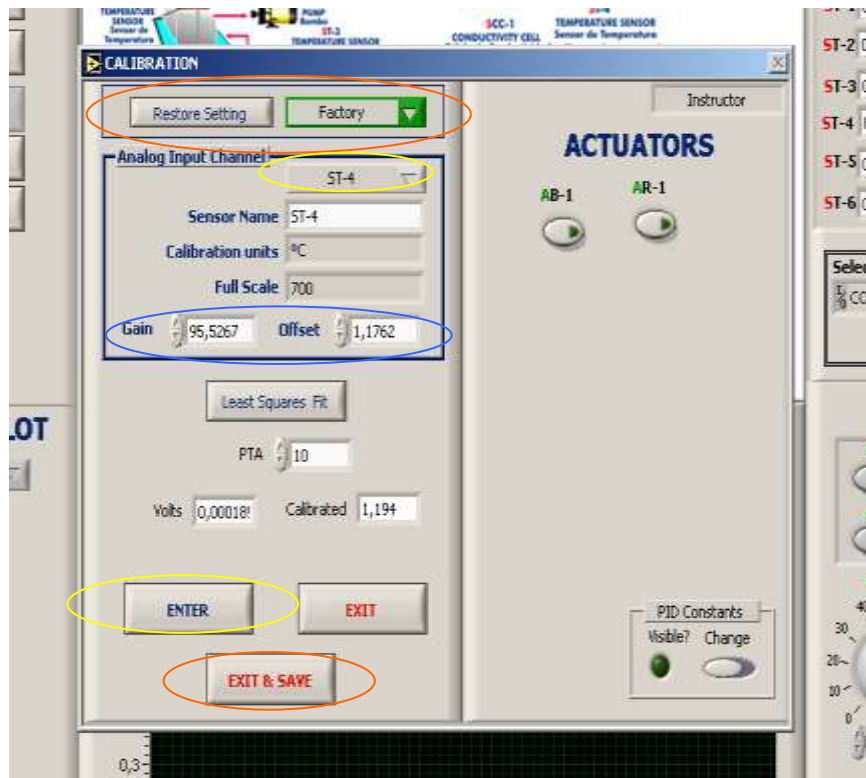 TEMPERATURE
SENSOR
Sensor de
Temperatura
PUMP
Bomba
ST-3
TEMPERATURE SENSOR
SCC-1
CONDUCTIVITY CELL
TEMPERATURE SENSOR
Sensor de Temperatura
CALIBRATION
Restore Setting
Factory
Analog Input Channel
ST-4
Sensor Name ST-4
Calibration units ºC
Full Scale 700
Gain 95,5267 Offset 1,1762
Least Squares Fit
PTA 10
Volts 0,00018 Calibrated 1,194
ENTER
EXIT
EXIT & SAVE
Instructor
ACTUATORS
AB-1
AR-1
PID Constants
Visible? Change
ST-2
ST-3
ST-4
ST-5
ST-6
Selec
CO
LOT
40
30
20
10
0
0,3